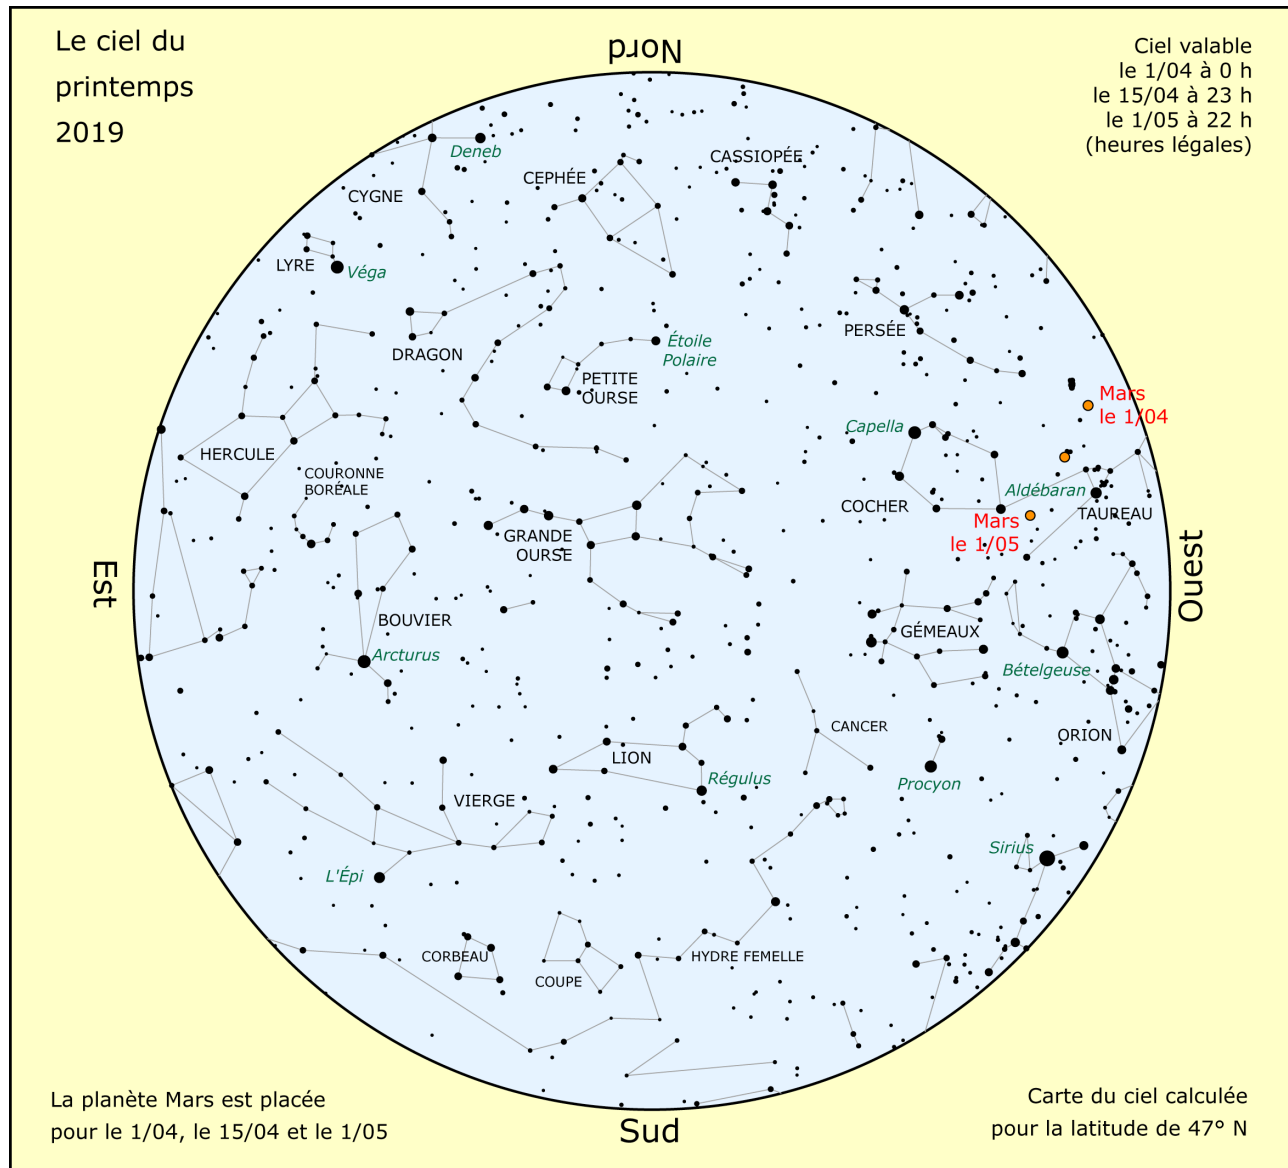 Le ciel du
printemps
2019
Nord
Ciel valable
le 1/04 à 0 h
le 15/04 à 23 h
le 1/05 à 22 h
(heures légales)
Deneb
CASSIOPÉE
CEPHÉE
CYGNE
LYRE
Véga
PERSÉE
Étoile
Polaire
DRAGON
PETITE
OURSE
Mars
le 1/04
Capella
HERCULE
COURONNE
BORÉALE
Aldébaran
COCHER
TAUREAU
GRANDE
OURSE
Mars
le 1/05
Est
Ouest
BOUVIER
GÉMEAUX
Arcturus
Bételgeuse
CANCER
ORION
LION
Régulus
Procyon
VIERGE
Sirius
L'Épi
CORBEAU
HYDRE FEMELLE
COUPE
La planète Mars est placée
pour le 1/04, le 15/04 et le 1/05
Sud
Carte du ciel calculée
pour la latitude de 47° N